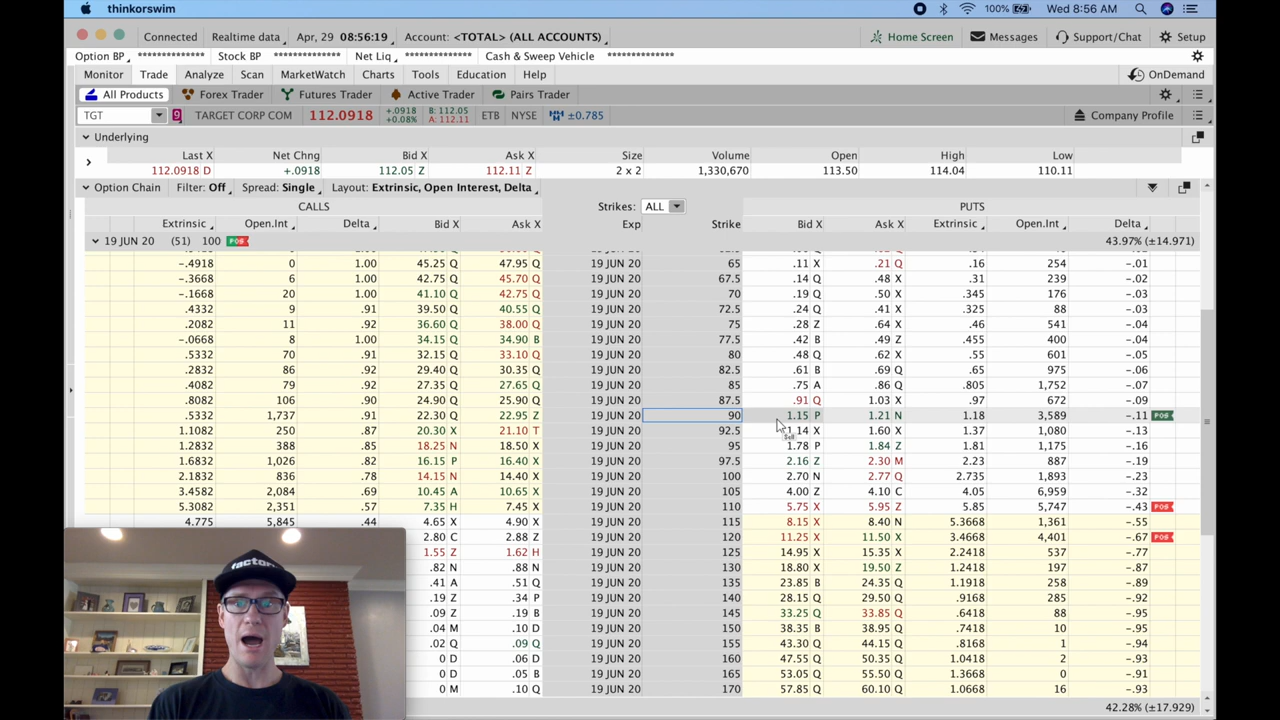 thinkorswim 100% Wed 8:56 AM
Connected Realtime data Apr, 29 08:56:19 Account: <TOTAL> (ALL ACCOUNTS) Home Screen Messages Support/Chat Setup
Option BP ************** Stock BP ************** Net Liq ************** Cash & Sweep Vehicle **************
Monitor Trade Analyze Scan MarketWatch Charts Tools Education Help OnDemand
All Products Forex Trader Futures Trader Active Trader Pairs Trader
TGT 9 TARGET CORP COM 112.0918 +.0918 +0.08% B: 112.05 A: 112.11 ETB NYSE ±0.785 Company Profile
Underlying
Last X Net Chng Bid X Ask X Size Volume Open High Low
112.0918 D +.0918 112.05 Z 112.11 Z 2 x 2 1,330,670 113.50 114.04 110.11
Option Chain Filter: Off Spread: Single Layout: Extrinsic, Open Interest, Delta
CALLS Strikes: ALL PUTS
Extrinsic Open.Int Delta Bid X Ask X Exp Strike Bid X Ask X Extrinsic Open.Int Delta
19 JUN 20 (51) 100 POS 43.97% (±14.971)
-.4918 0 1.00 45.25 Q 47.95 Q 19 JUN 20 65 .11 X .21 Q .16 254 -.01
-.3668 6 1.00 42.75 Q 45.70 Q 19 JUN 20 67.5 .14 Q .48 X .31 239 -.02
-.1668 20 1.00 41.10 Q 42.75 Q 19 JUN 20 70 .19 Q .50 X .345 176 -.03
.4332 9 .91 39.50 Q 40.55 Q 19 JUN 20 72.5 .24 Q .41 X .325 88 -.03
.2082 11 .92 36.60 Q 38.00 Q 19 JUN 20 75 .28 Z .64 X .46 541 -.04
-.0668 8 1.00 34.15 Q 34.90 B 19 JUN 20 77.5 .42 B .49 Z .455 400 -.04
.5332 70 .91 32.15 Q 33.10 Q 19 JUN 20 80 .48 Q .62 X .55 601 -.05
.2832 86 .92 29.40 Q 30.35 Q 19 JUN 20 82.5 .61 B .69 Q .65 975 -.06
.4082 79 .92 27.35 Q 27.65 Q 19 JUN 20 85 .75 A .86 Q .805 1,752 -.07
.8082 106 .90 24.90 Q 25.90 Q 19 JUN 20 87.5 .91 Q 1.03 X .97 672 -.09
.5332 1,737 .91 22.30 Q 22.95 Z 19 JUN 20 90 1.15 P 1.21 N 1.18 3,589 -.11 POS
1.1082 250 .87 20.30 X 23.10 T 19 JUN 20 92.5 1.14 X 1.60 X 1.37 1,080 -.13
1.2832 388 .85 18.25 N 18.50 X 19 JUN 20 95 1.78 P 1.84 Z 1.81 1,175 -.16
1.6832 1,026 .82 16.15 P 16.40 X 19 JUN 20 97.5 2.16 Z 2.30 M 2.23 887 -.19
2.1832 836 .78 14.15 N 14.40 X 19 JUN 20 100 2.70 N 2.77 Q 2.735 1,893 -.23
3.4582 2,084 .69 10.45 A 10.65 X 19 JUN 20 105 4.00 Z 4.10 C 4.05 6,959 -.32
5.3082 2,351 .57 7.35 H 7.45 X 19 JUN 20 110 5.75 X 5.95 Z 5.85 5,747 -.43 POS
4.775 5,845 .44 4.65 X 4.90 X 19 JUN 20 115 8.15 X 8.40 N 5.3668 1,361 -.55
2.80 C 2.88 Z 19 JUN 20 120 11.25 X 11.50 X 3.4668 4,401 -.67 POS
1.55 Z 1.62 H 19 JUN 20 125 14.95 X 15.35 X 2.2418 537 -.77
.82 N .88 N 19 JUN 20 130 18.80 X 19.50 Z 1.2418 197 -.87
.41 A .51 Q 19 JUN 20 135 23.85 B 24.35 Q 1.1918 258 -.89
.19 Z .34 P 19 JUN 20 140 28.15 Q 29.50 Q .9168 285 -.92
.09 Z .19 B 19 JUN 20 145 33.25 Q 33.85 Q .6418 88 -.95
.04 M .10 D 19 JUN 20 150 38.35 B 38.95 Q .7418 10 -.95
.02 Q .09 Q 19 JUN 20 155 43.30 Q 44.15 Q .8168 1 -.94
0 D .06 D 19 JUN 20 160 47.55 Q 50.35 Q 1.0418 2 -.93
0 D .05 B 19 JUN 20 165 53.05 Q 55.50 Q 1.3668 0 -.91
0 M .10 Q 19 JUN 20 170 57.85 Q 60.10 Q 1.0668 16 -.93
42.28% (±17.929)
Sell
factory